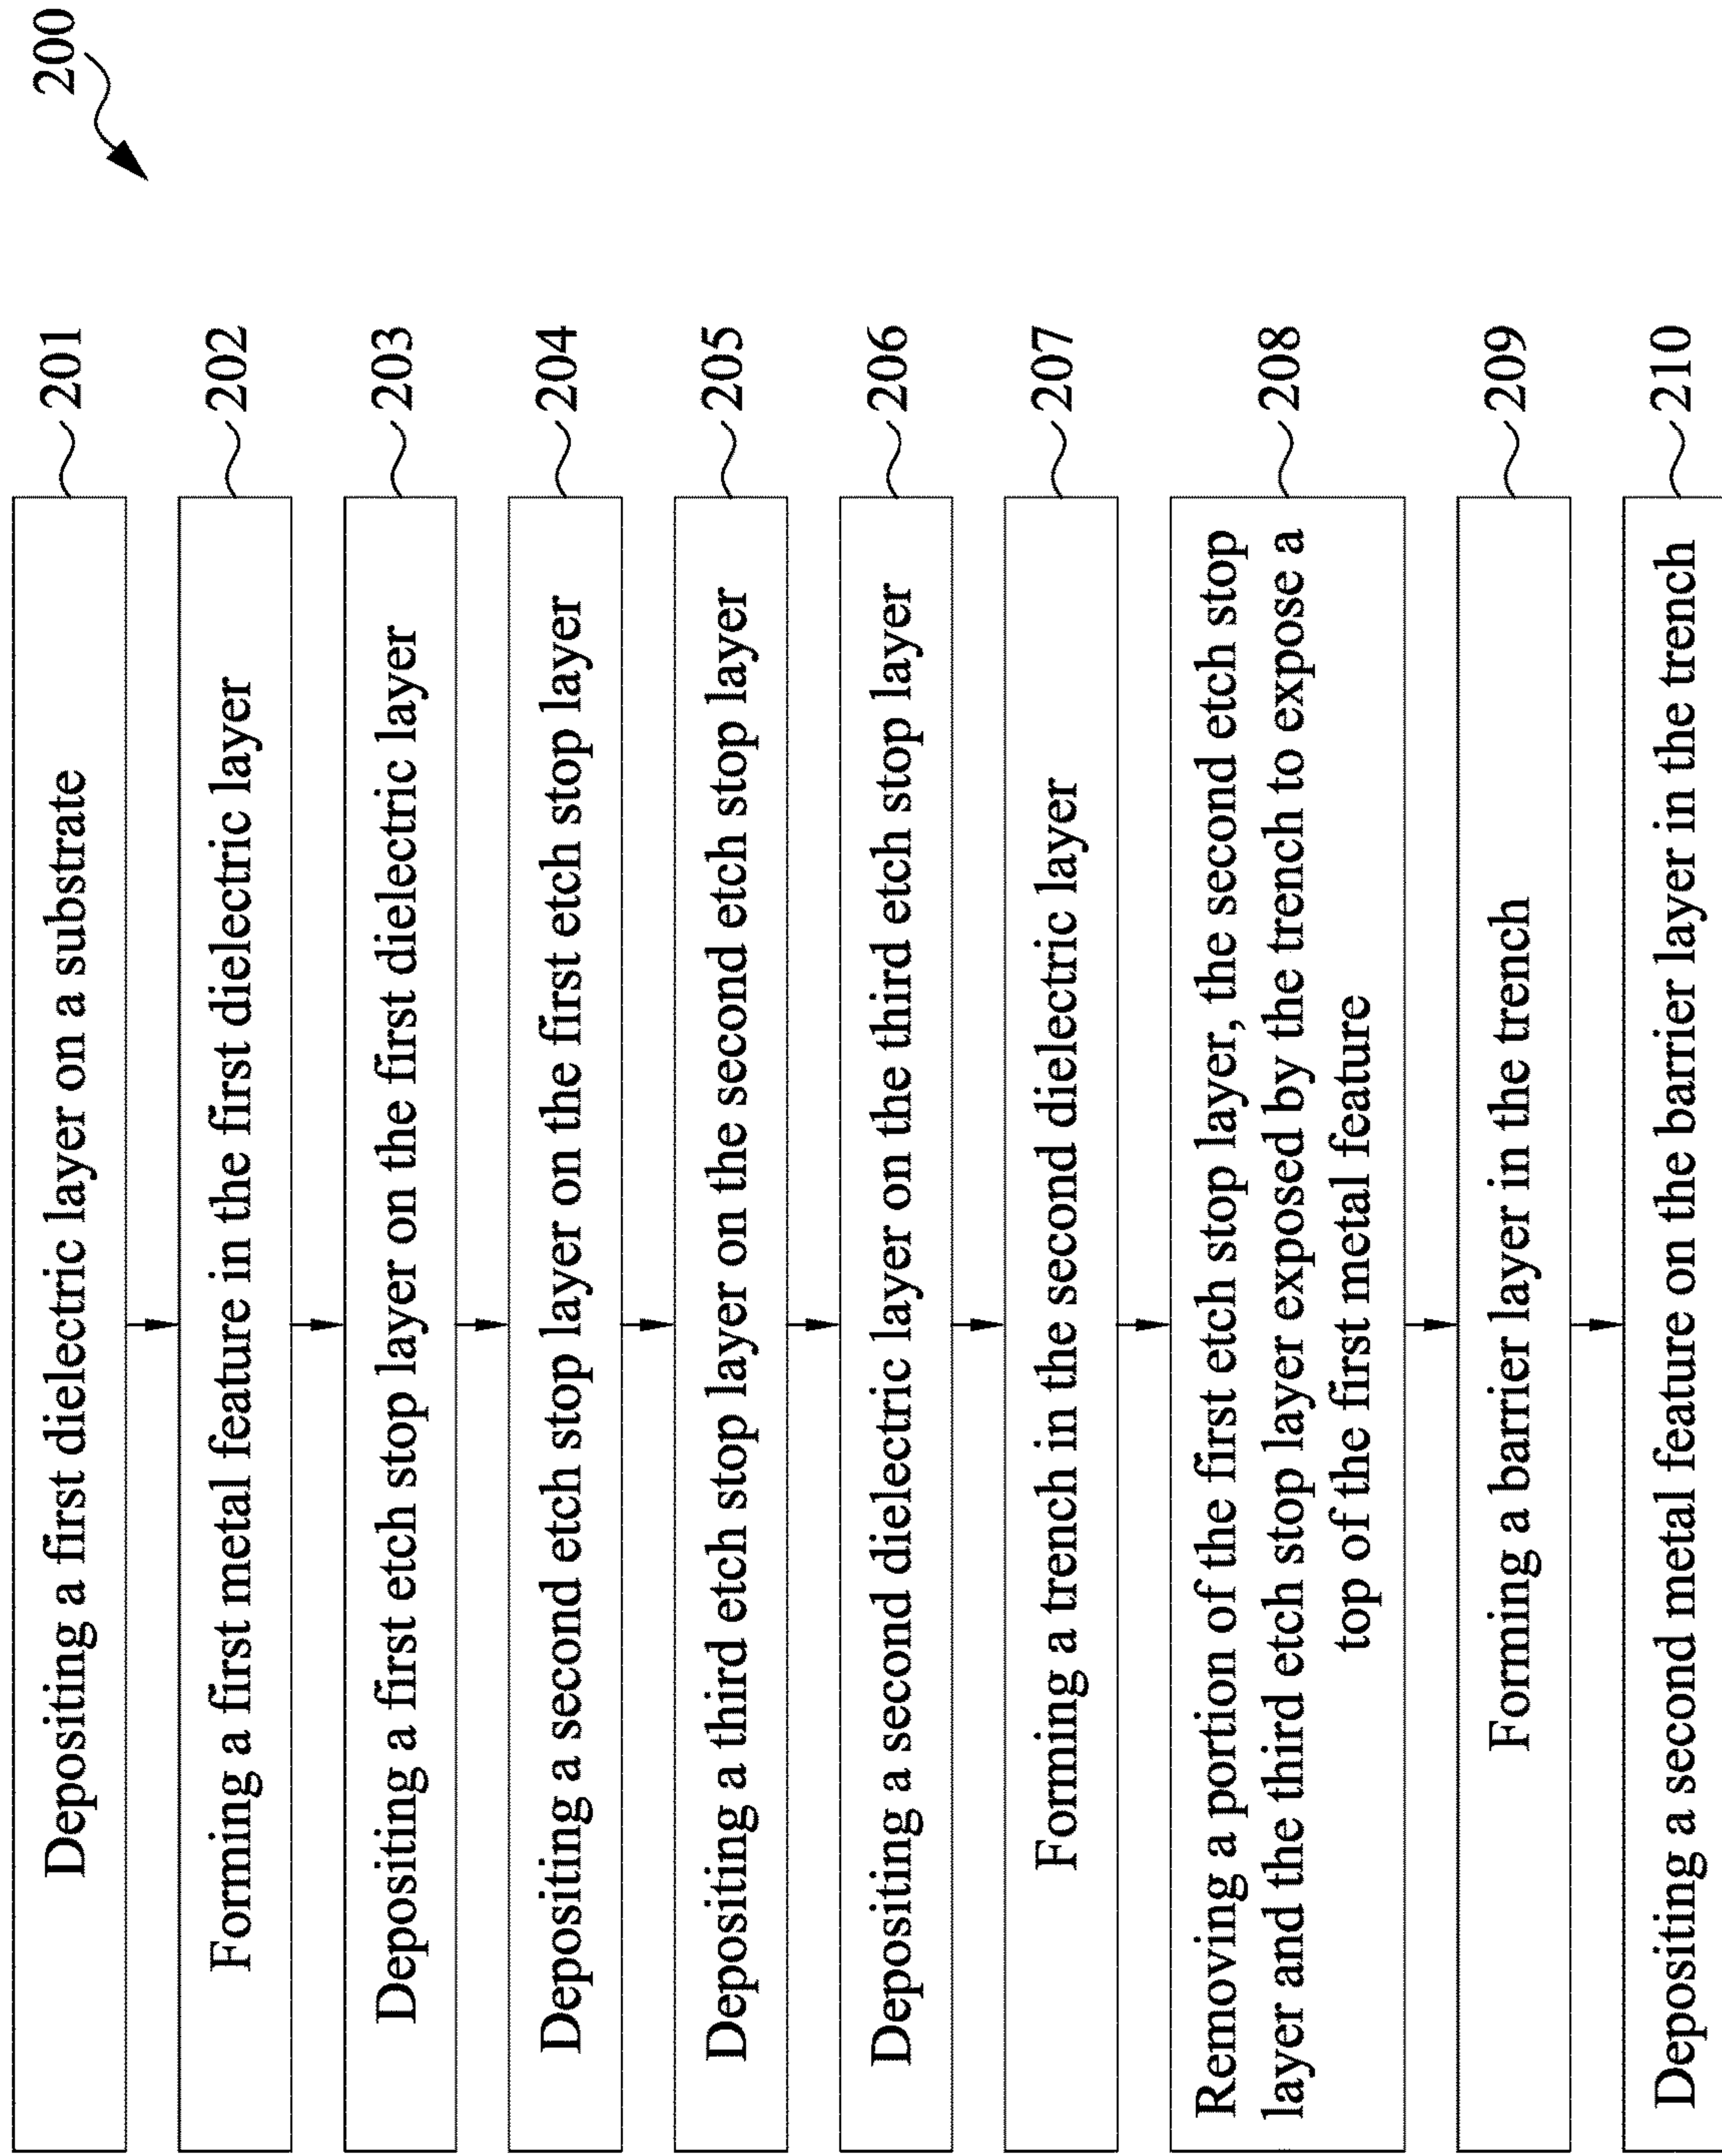 200
Depositing a first dielectric layer on a substrate
201
Forming a first metal feature in the first dielectric layer
202
Depositing a first etch stop layer on the first dielectric layer
203
Depositing a second etch stop layer on the first etch stop layer
204
Depositing a third etch stop layer on the second etch stop layer
205
Depositing a second dielectric layer on the third etch stop layer
206
Forming a trench in the second dielectric layer
207
Removing a portion of the first etch stop layer, the second etch stop
layer and the third etch stop layer exposed by the trench to expose a
top of the first metal feature
208
Forming a barrier layer in the trench
209
Depositing a second metal feature on the barrier layer in the trench
210